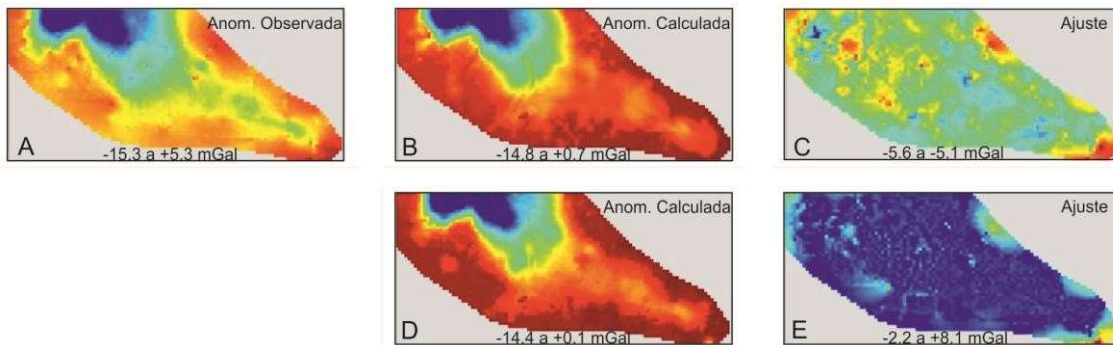 Anom. Observada
A
-15.3 a +5.3 mGal
Anom. Calculada
B
-14.8 a +0.7 mGal
Ajuste
C
-5.6 a -5.1 mGal
Anom. Calculada
D
-14.4 a +0.1 mGal
Ajuste
E
-2.2 a +8.1 mGal